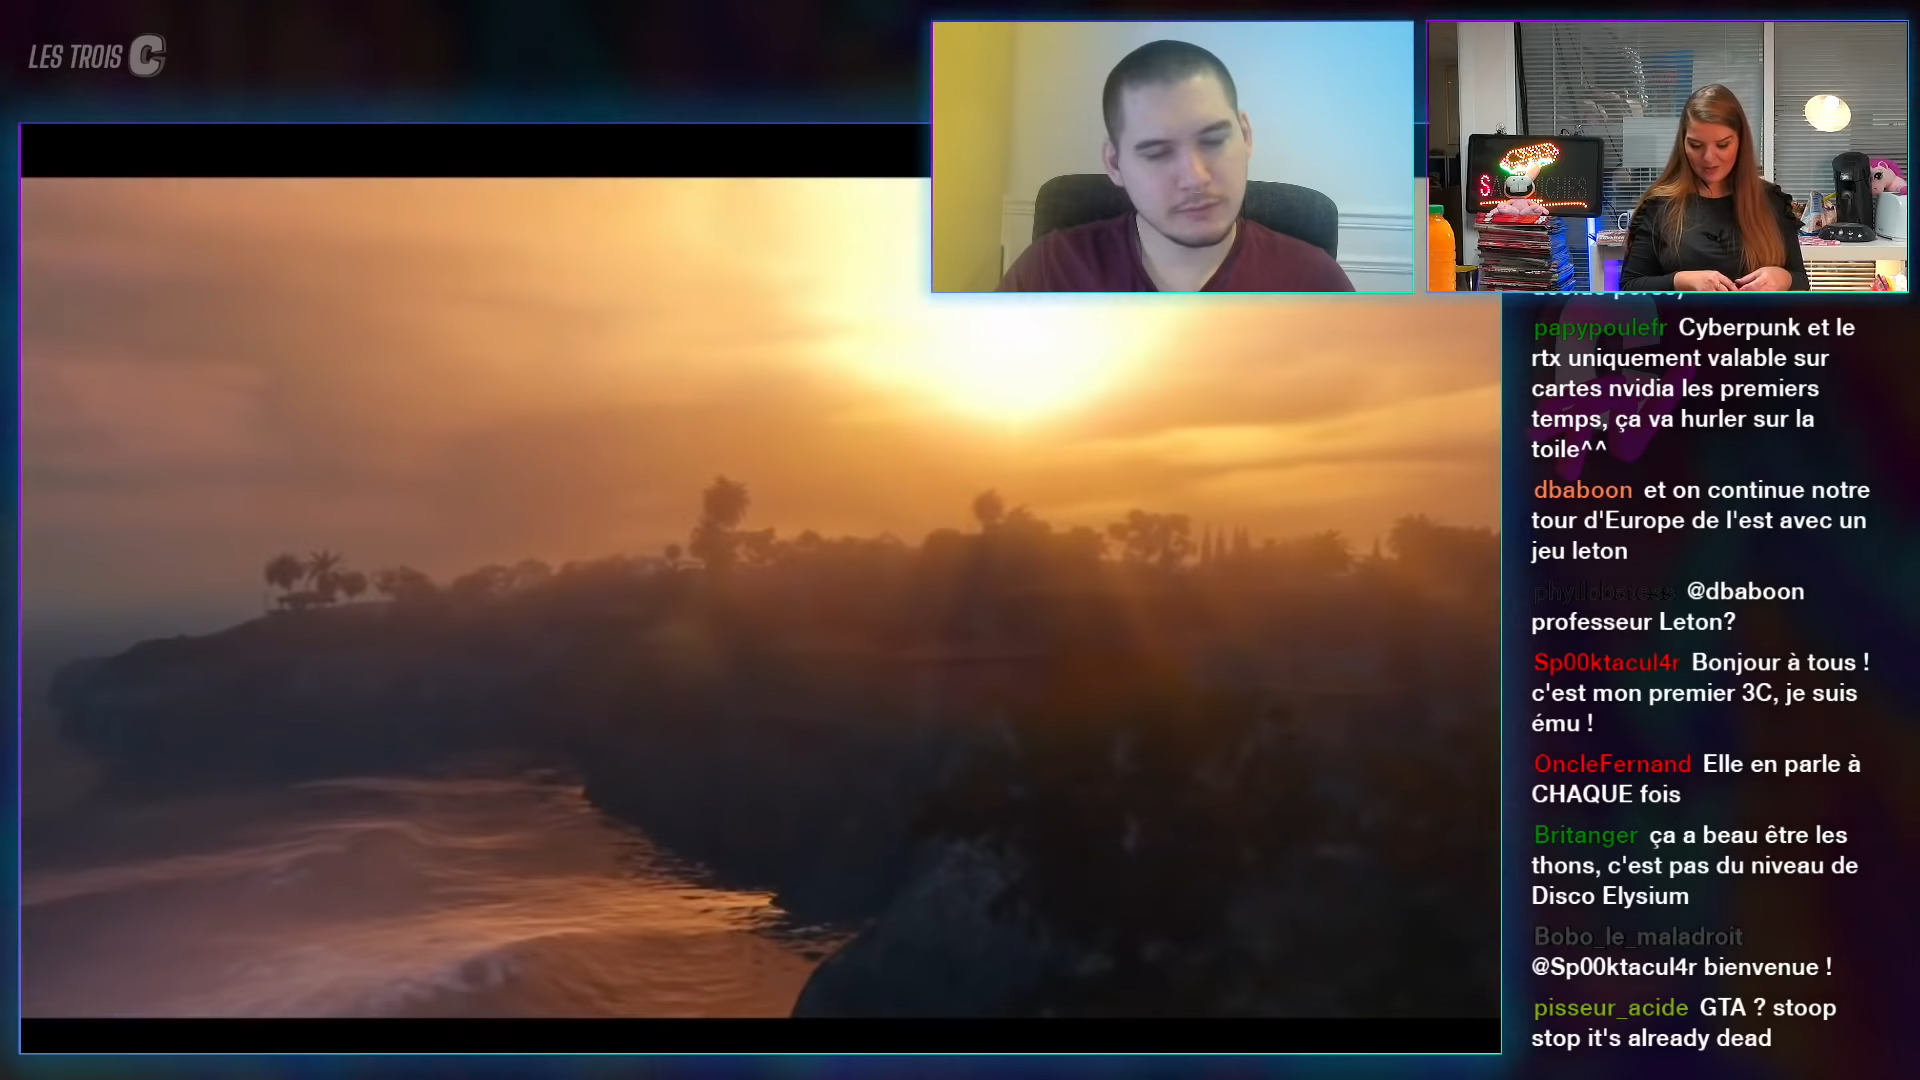 LES TROIS C
papypoulefr Cyberpunk et le
rtx uniquement valable sur
cartes nvidia les premiers
temps, ça va hurler sur la
toile^^
dbaboon et on continue notre
tour d'Europe de l'est avec un
jeu leton
@dbaboon
professeur Leton?
Sp00ktacul4r Bonjour à tous !
c'est mon premier 3C, je suis
ému !
OncleFernand Elle en parle à
CHAQUE fois
Britanger ça a beau être les
thons, c'est pas du niveau de
Disco Elysium
Bobo_le_maladroit
@Sp00ktacul4r bienvenue !
pisseur_acide GTA ? stoop
stop it's already dead